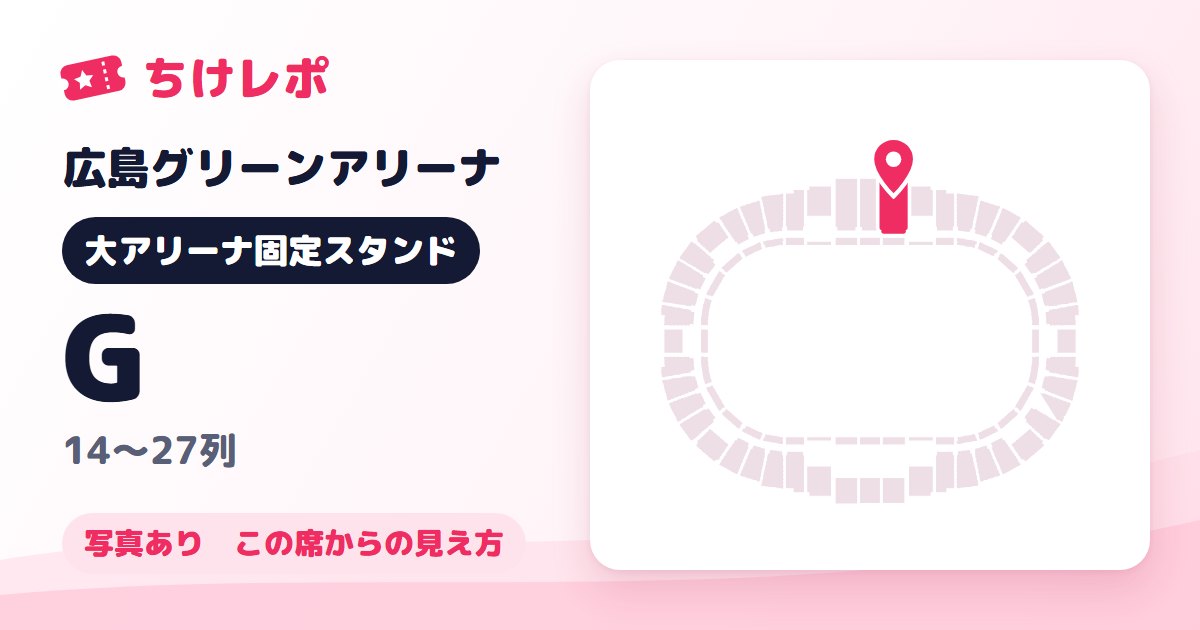 ちけレポ
広島グリーンアリーナ
大アリーナ固定スタンド
G
14〜27列
写真あり　この席からの見え方